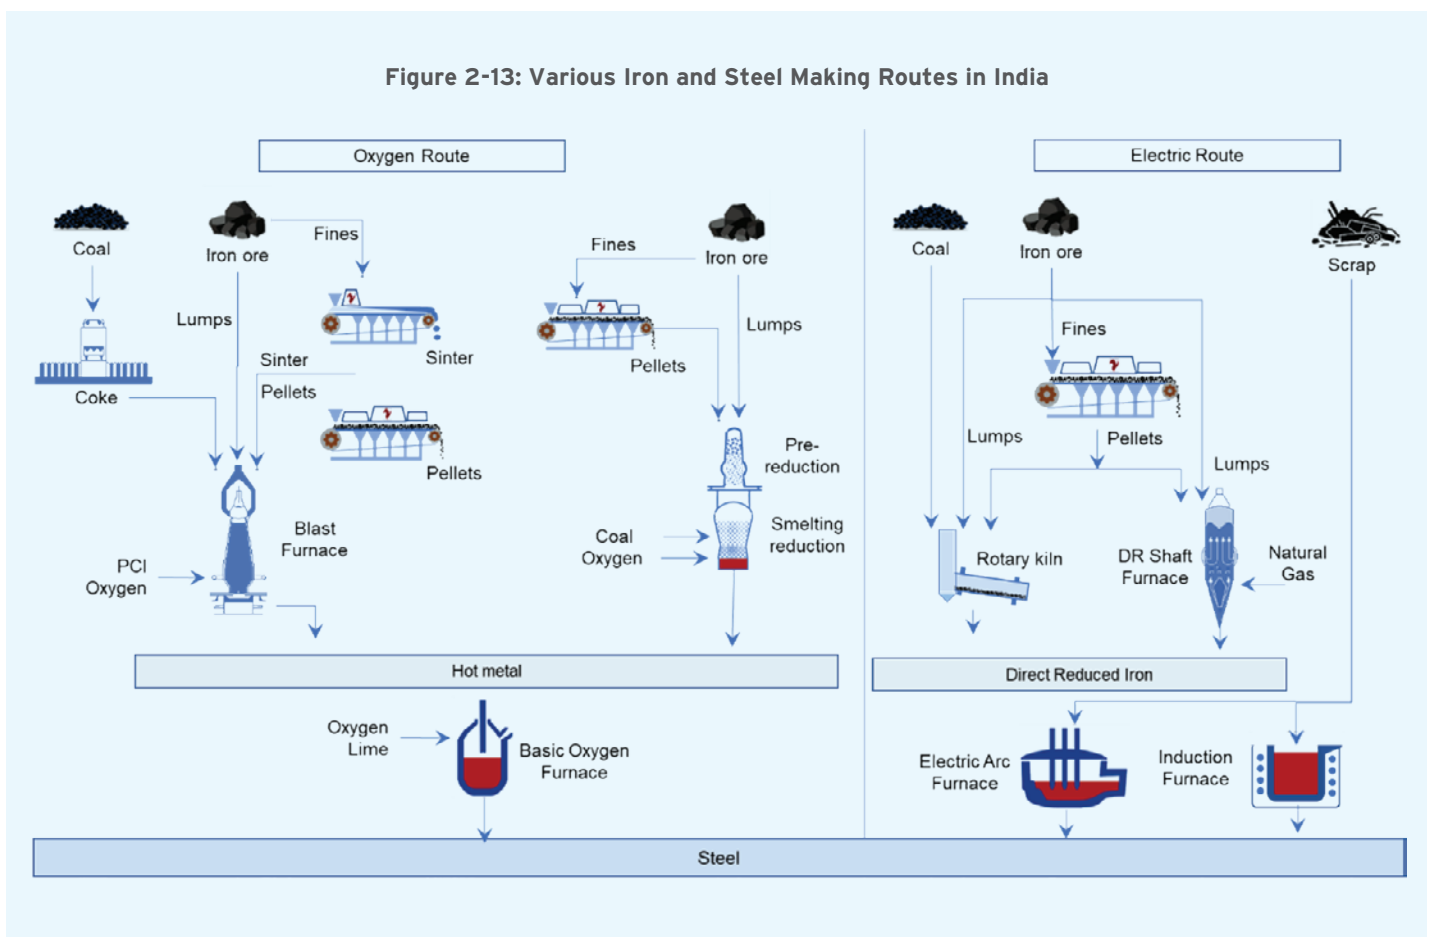 Figure 2-13: Various Iron and Steel Making Routes in India
Oxygen Route
Coal
Iron ore
Fines
Lumps
Sinter
Sinter
Pellets
Coke
Pellets
Blast
Furnace
PCI
Oxygen
Fines
Iron ore
Lumps
Pellets
Pre-
reduction
Smelting
reduction
Coal
Oxygen
Hot metal
Oxygen
Lime
Basic Oxygen
Furnace
Electric Route
Coal
Iron ore
Scrap
Fines
Lumps
Pellets
Lumps
Rotary kiln
DR Shaft
Furnace
Natural
Gas
Direct Reduced Iron
Electric Arc
Furnace
Induction
Furnace
Steel